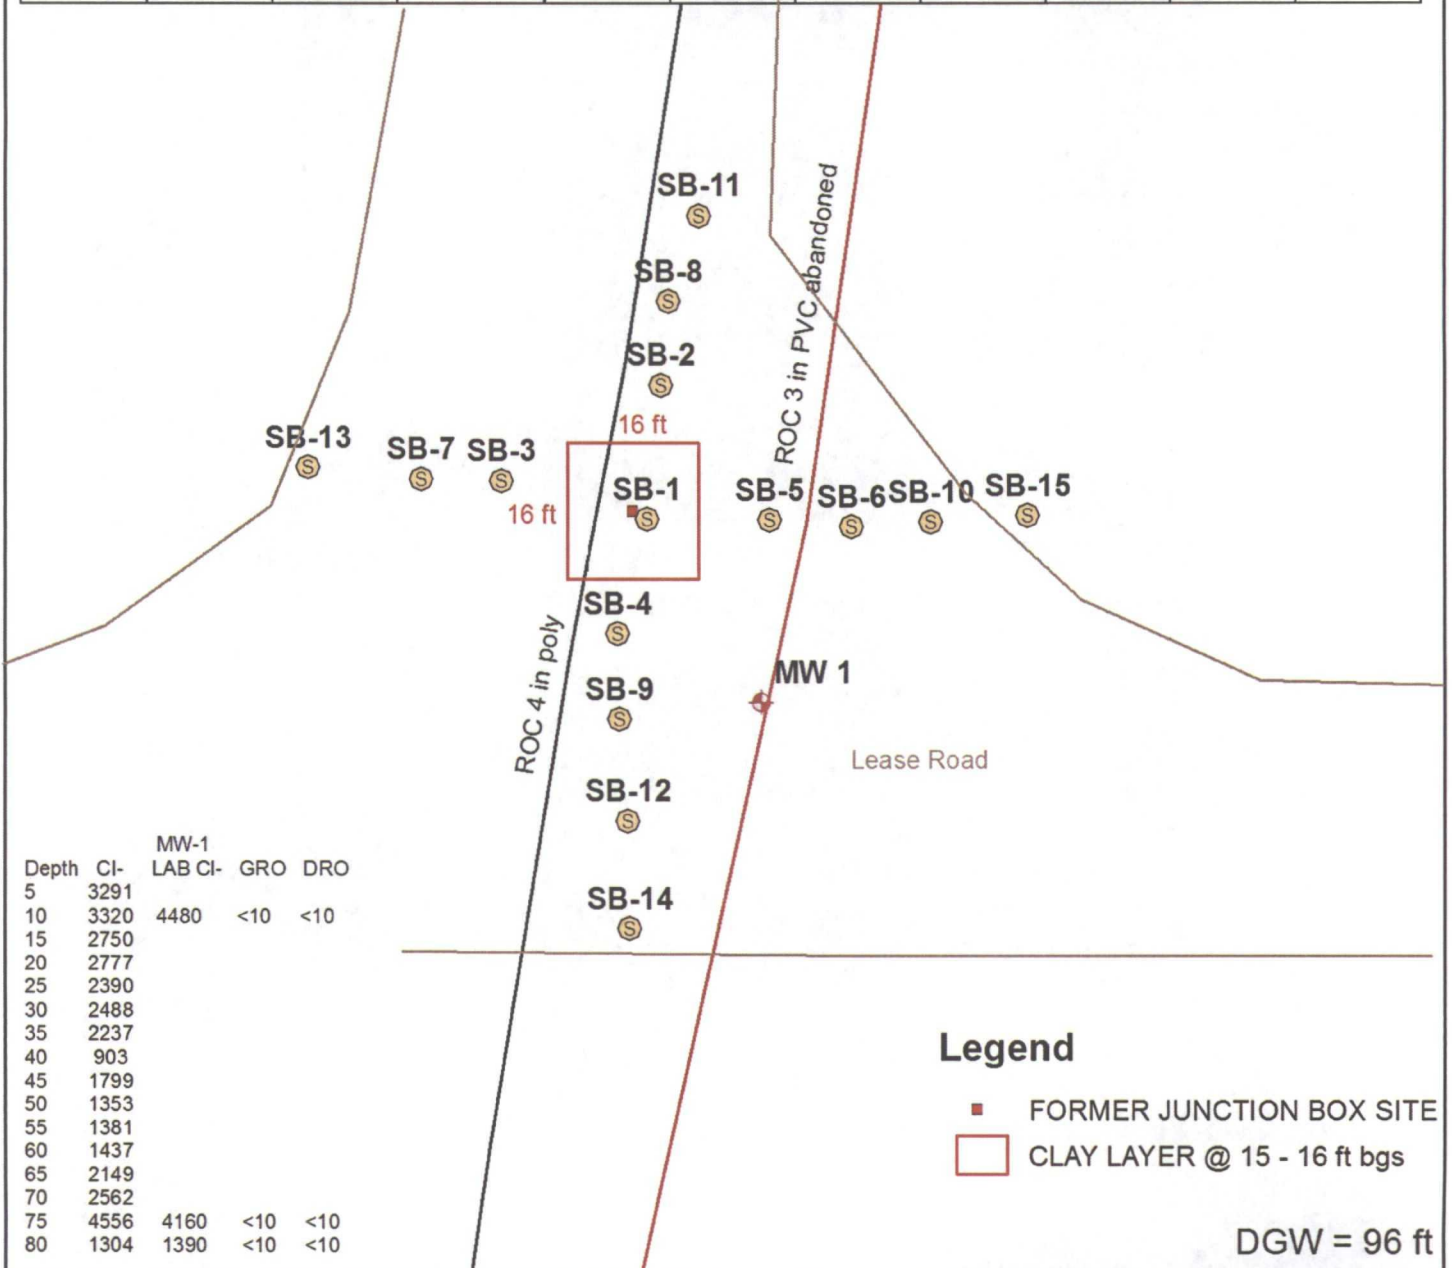 SB-11
SB-8
SB-2
ROC 3 in PVC abandoned
16 ft
SB-13
SB-7
SB-3
16 ft
SB-1
SB-5
SB-6
SB-10
SB-15
SB-4
ROC 4 in poly
SB-9
MW 1
Lease Road
SB-12
SB-14
MW-1
Depth Cl- LAB Cl- GRO DRO
5 3291
10 3320 4480 <10 <10
15 2750
20 2777
25 2390
30 2488
35 2237
40 903
45 1799
50 1353
55 1381
60 1437
65 2149
70 2562
75 4556 4160 <10 <10
80 1304 1390 <10 <10
Legend
FORMER JUNCTION BOX SITE
CLAY LAYER @ 15 - 16 ft bgs
DGW = 96 ft